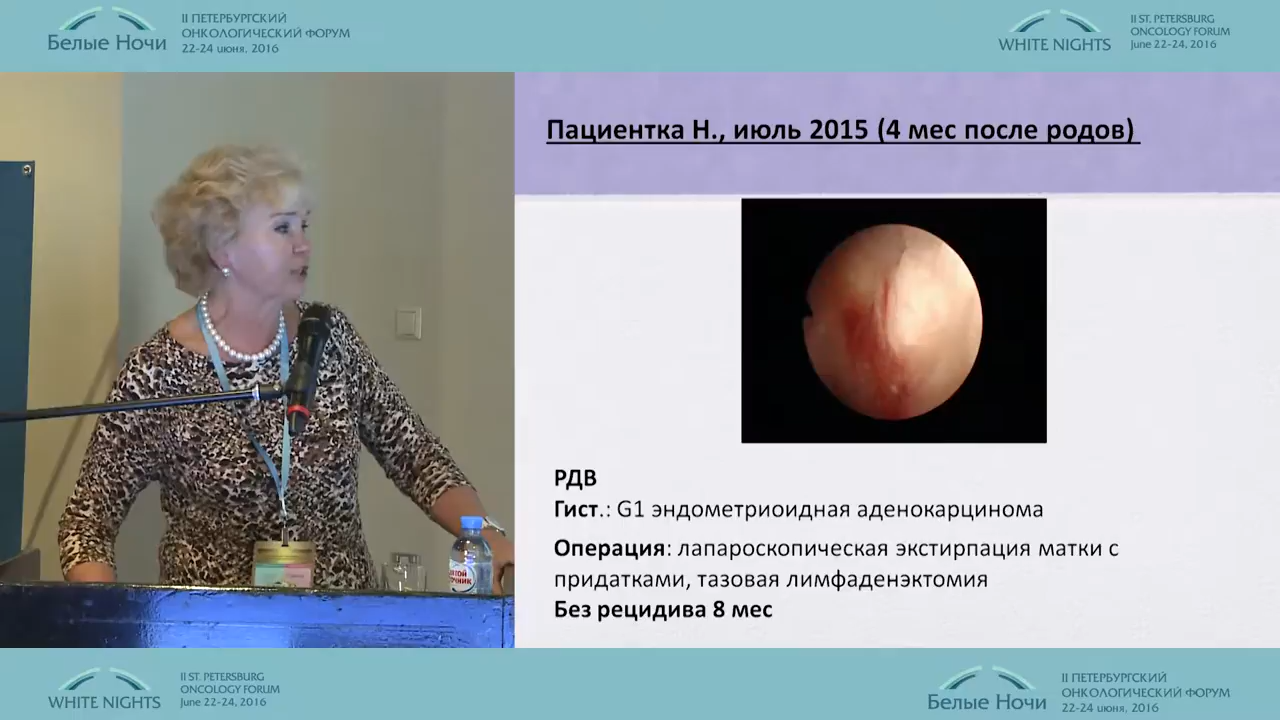 Белые Ночи
II ПЕТЕРБУРГСКИЙ
ОНКОЛОГИЧЕСКИЙ ФОРУМ
22-24 июня, 2016
WHITE NIGHTS
II ST. PETERSBURG
ONCOLOGY FORUM
June 22-24, 2016
Пациентка Н., июль 2015 (4 мес после родов)
РДВ
Гист.: G1 эндометриоидная аденокарцинома
Операция: лапароскопическая экстирпация матки с
придатками, тазовая лимфаденэктомия
Без рецидива 8 мес
WHITE NIGHTS
II ST. PETERSBURG
ONCOLOGY FORUM
June 22-24, 2016
Белые Ночи
II ПЕТЕРБУРГСКИЙ
ОНКОЛОГИЧЕСКИЙ ФОРУМ
22-24 июня, 2016